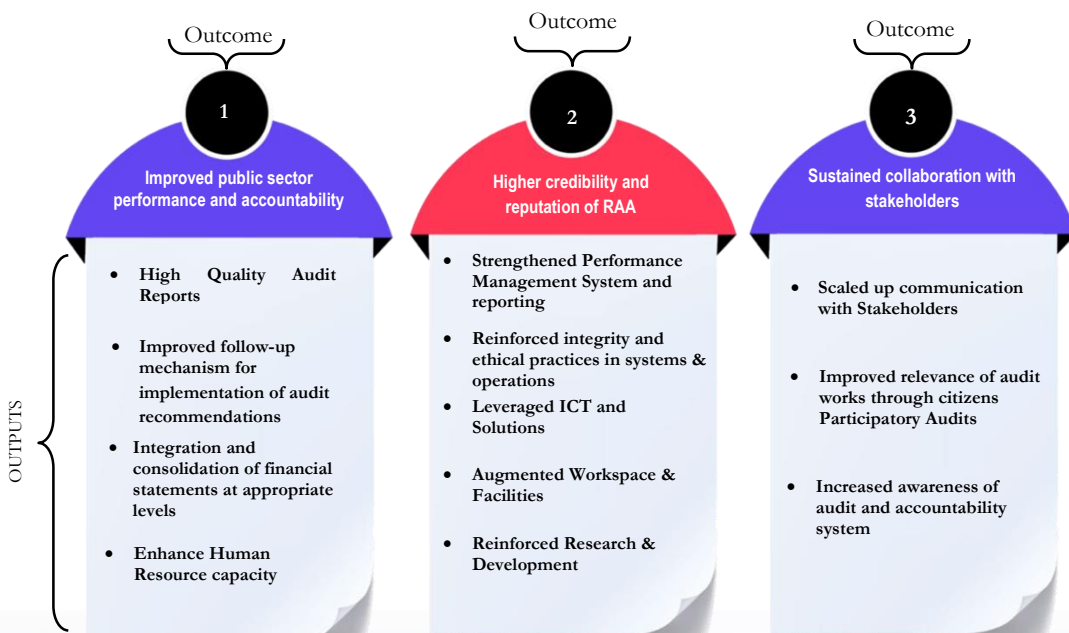 Outcome
1
Improved public sector
performance and accountability
• High Quality Audit
Reports
• Improved follow-up
mechanism for
implementation of audit
recommendations
• Integration and
consolidation of financial
statements at appropriate
levels
• Enhance Human
Resource capacity
Outcome
2
Higher credibility and
reputation of RAA
• Strengthened Performance
Management System and
reporting
• Reinforced integrity and
ethical practices in systems &
operations
• Leveraged ICT and
Solutions
• Augmented Workspace &
Facilities
• Reinforced Research &
Development
Outcome
3
Sustained collaboration with
stakeholders
• Scaled up communication
with Stakeholders
• Improved relevance of audit
works through citizens
Participatory Audits
• Increased awareness of
audit and accountability
system
OUTPUTS